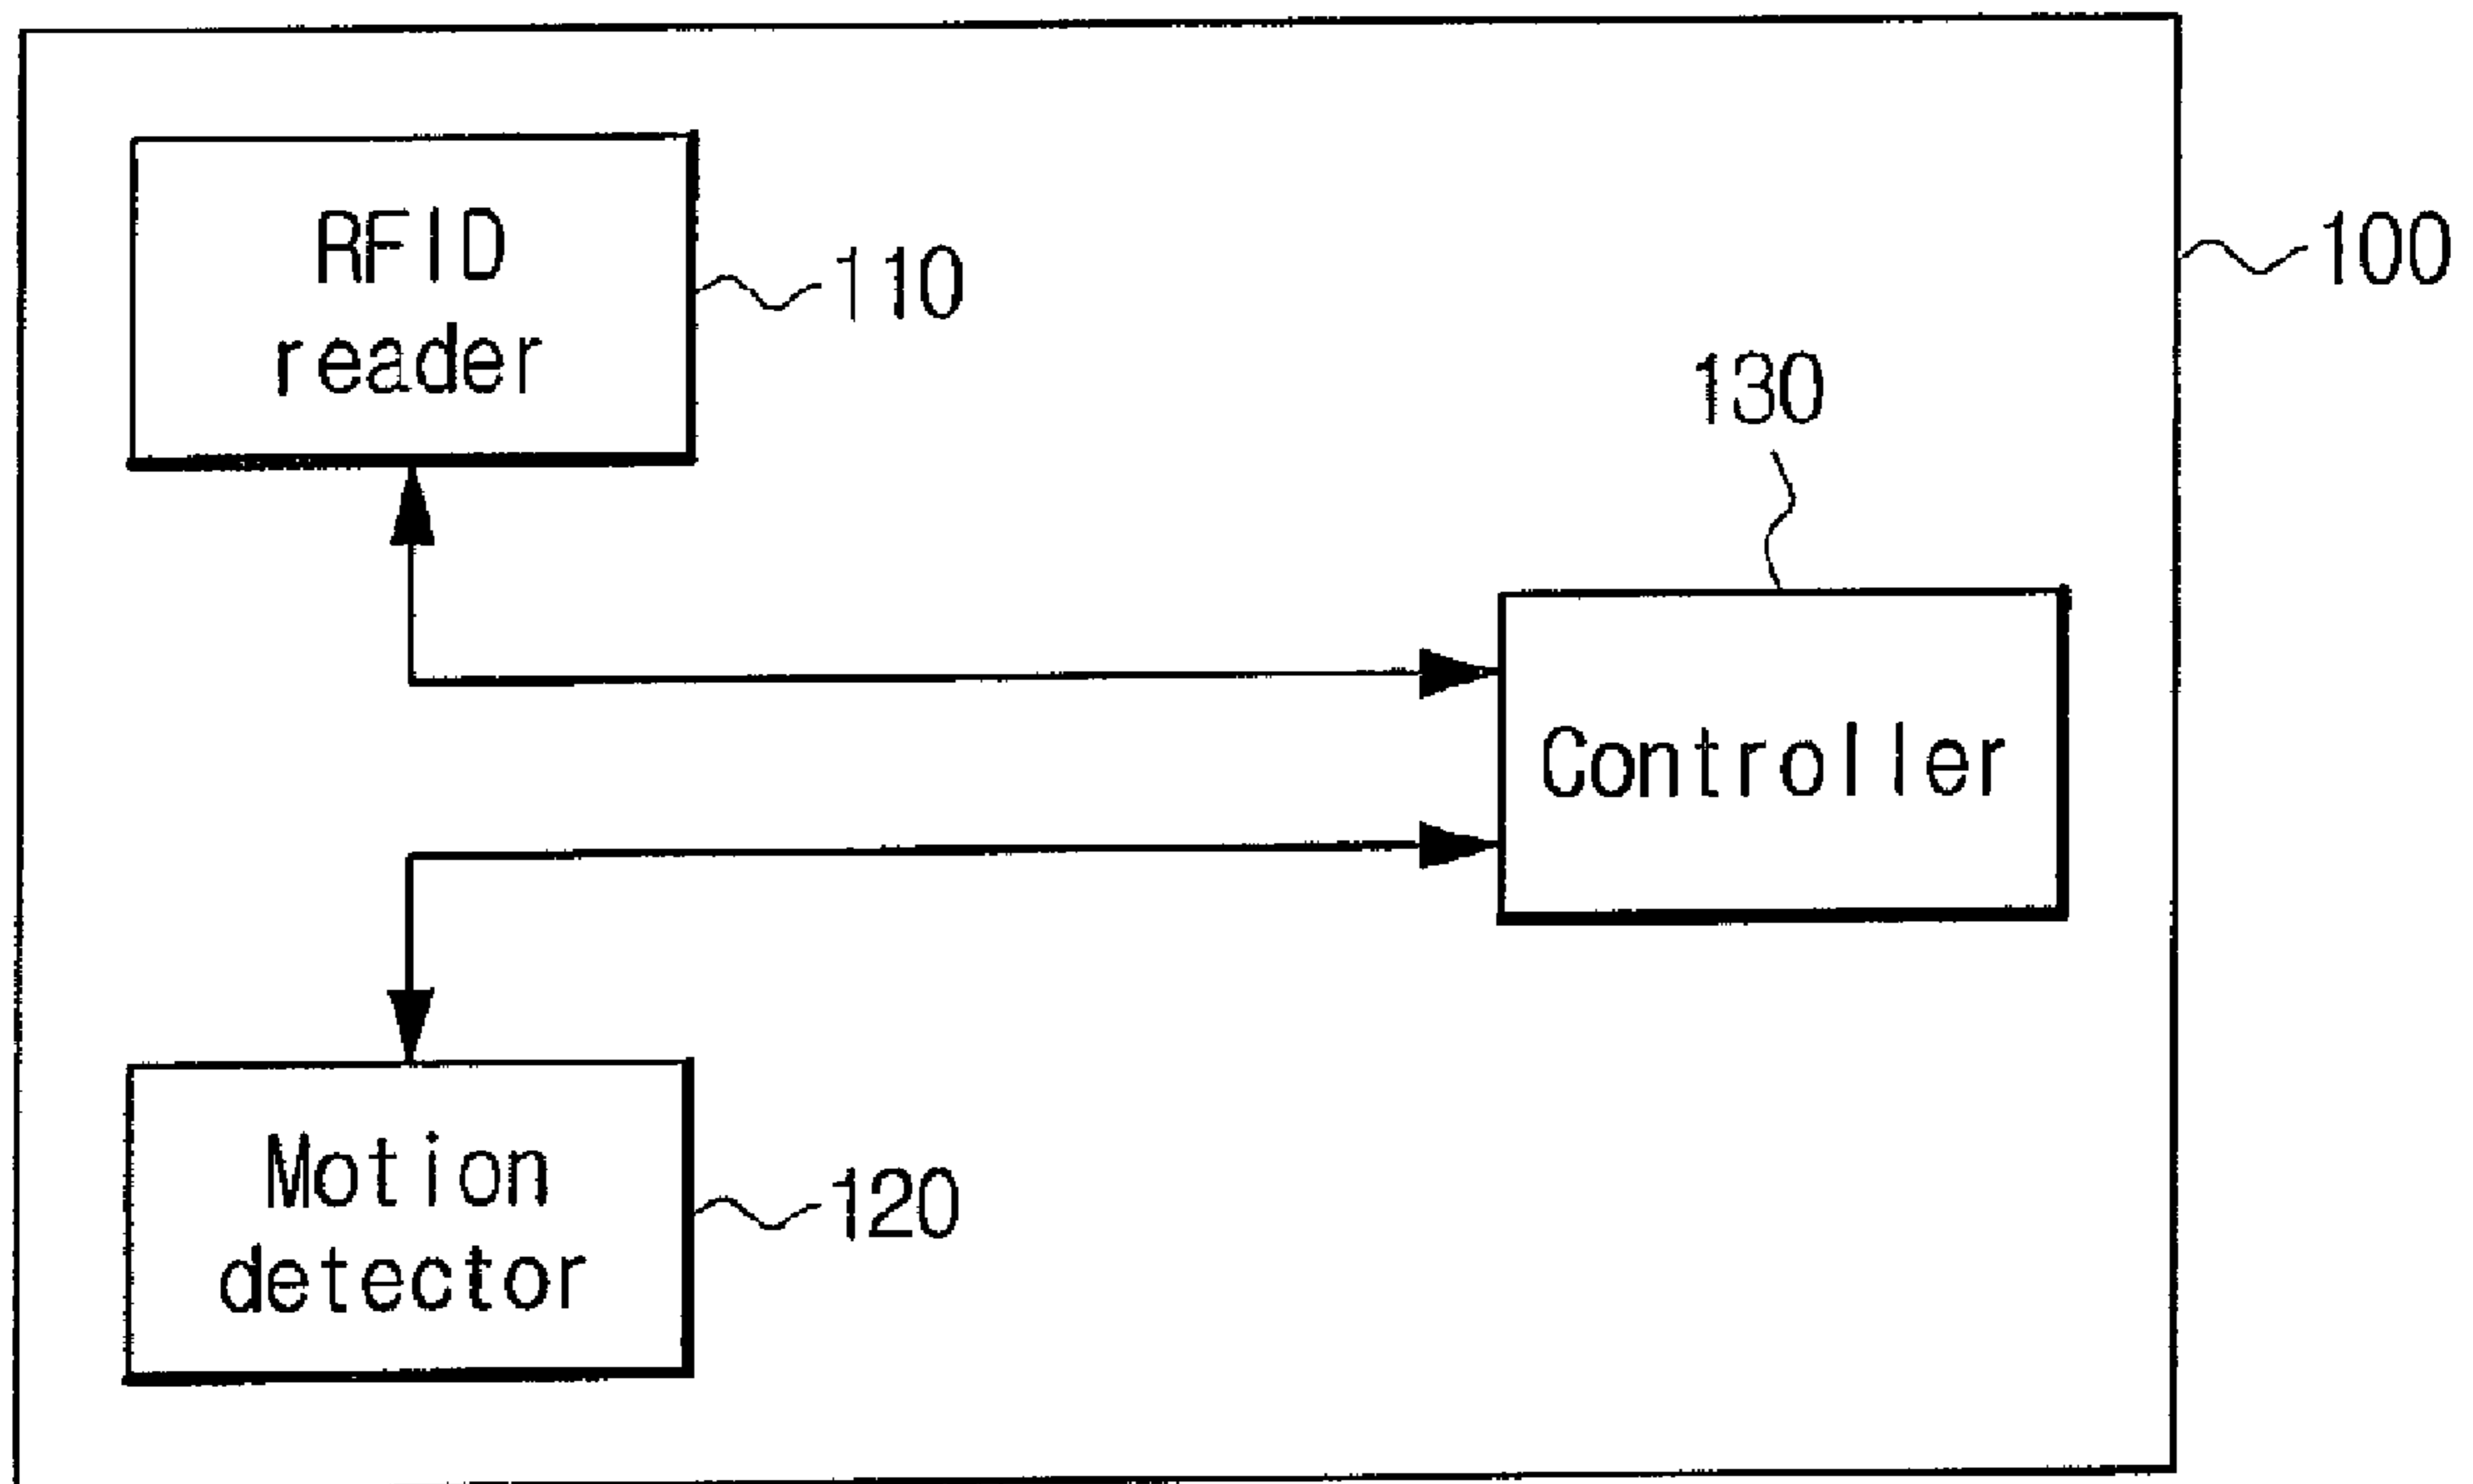 RFID
reader
110
100
130
Controller
Motion
detector
120